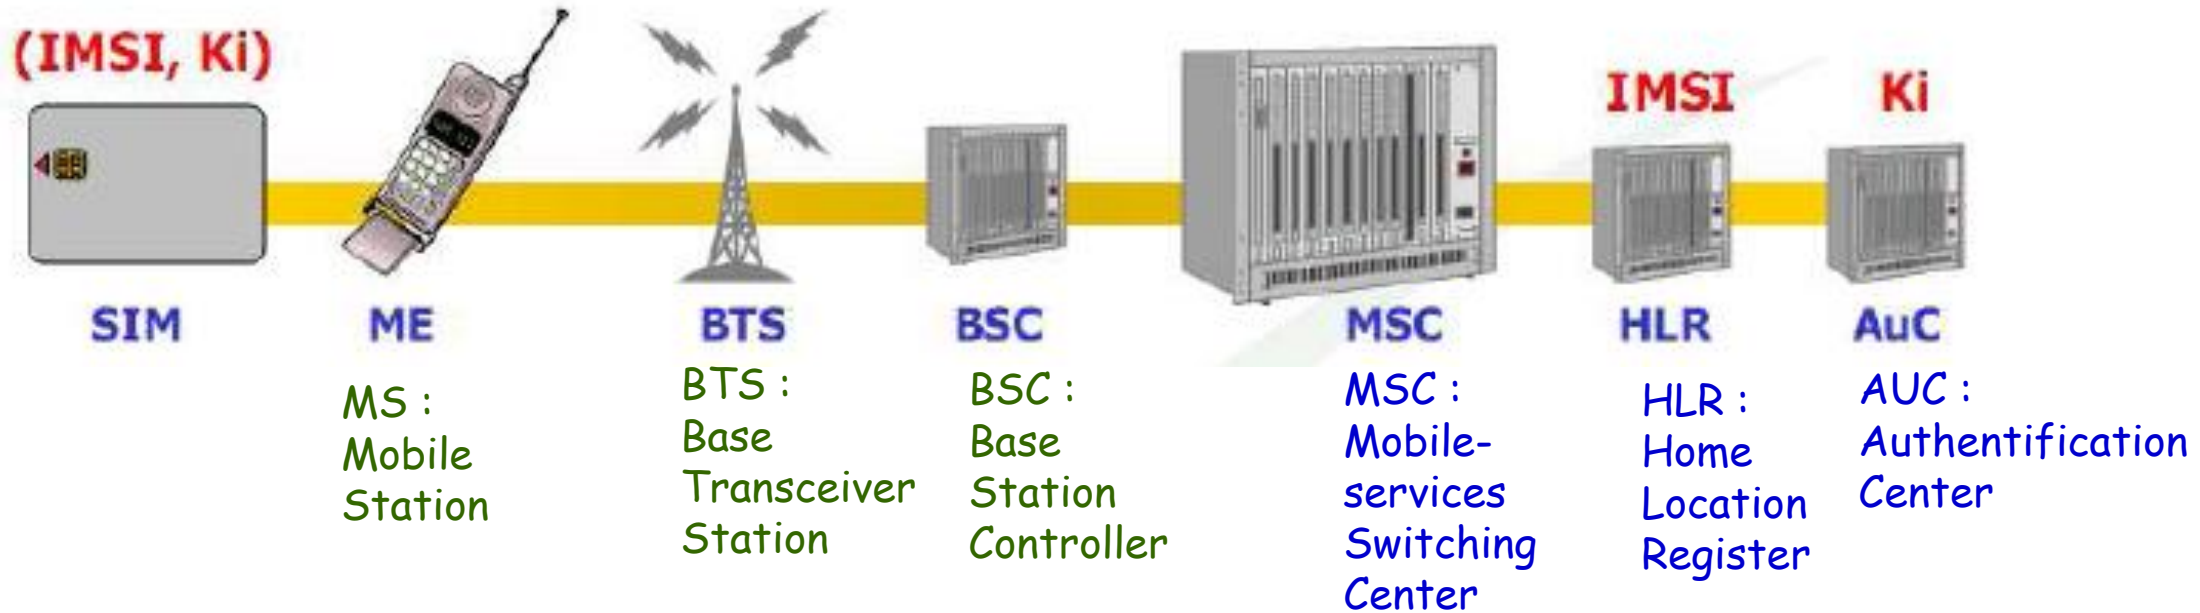 (IMSI, Ki)
IMSI
Ki
SIM
ME
BTS
BSC
MSC
HLR
AuC
MS :
Mobile
Station
BTS :
Base
Transceiver
Station
BSC :
Base
Station
Controller
MSC :
Mobile-
services
Switching
Center
HLR :
Home
Location
Register
AUC :
Authentification
Center